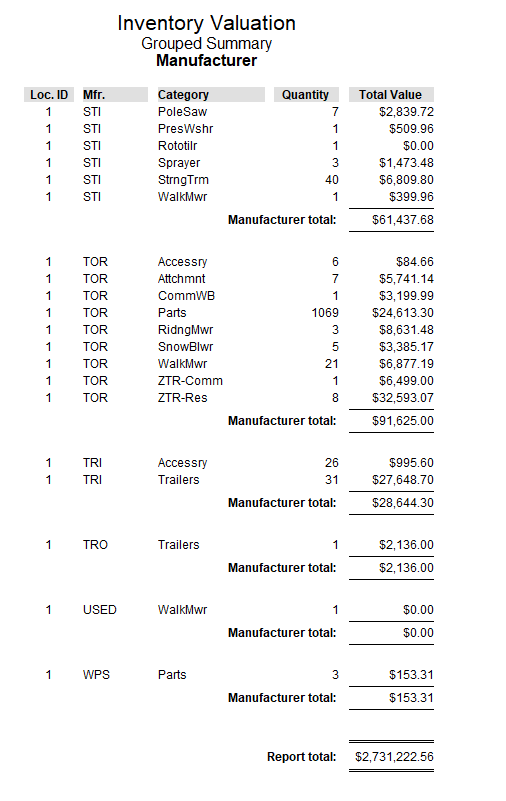 Inventory Valuation
Grouped Summary
Manufacturer
Loc. ID Mfr. Category Quantity Total Value
1 STI PoleSaw 7 $2,839.72
1 STI PresWshr 1 $509.96
1 STI Rototilr 1 $0.00
1 STI Sprayer 3 $1,473.48
1 STI StrngTrm 40 $6,809.80
1 STI WalkMwr 1 $399.96
Manufacturer total: $61,437.68
1 TOR Accessry 6 $84.66
1 TOR Attchmnt 7 $5,741.14
1 TOR CommWB 1 $3,199.99
1 TOR Parts 1069 $24,613.30
1 TOR RidngMwr 3 $8,631.48
1 TOR SnowBlwr 5 $3,385.17
1 TOR WalkMwr 21 $6,877.19
1 TOR ZTR-Comm 1 $6,499.00
1 TOR ZTR-Res 8 $32,593.07
Manufacturer total: $91,625.00
1 TRI Accessry 26 $995.60
1 TRI Trailers 31 $27,648.70
Manufacturer total: $28,644.30
1 TRO Trailers 1 $2,136.00
Manufacturer total: $2,136.00
1 USED WalkMwr 1 $0.00
Manufacturer total: $0.00
1 WPS Parts 3 $153.31
Manufacturer total: $153.31
Report total: $2,731,222.56